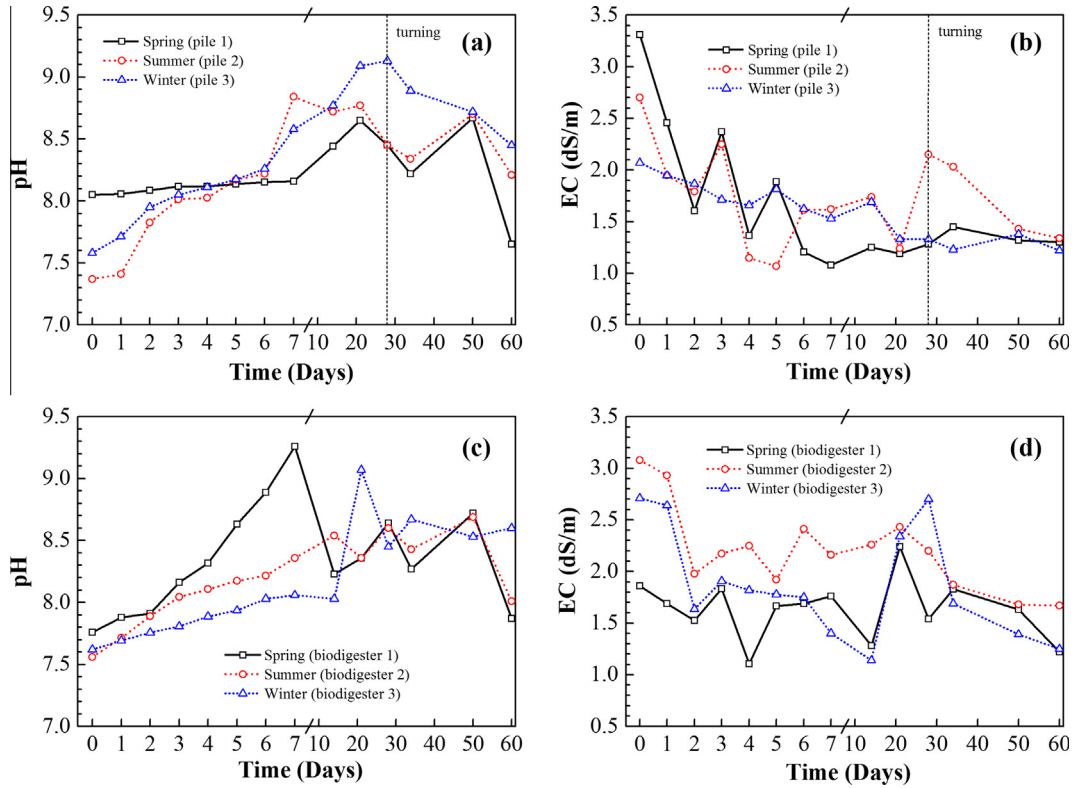 (a)
turning
Spring (pile 1)
Summer (pile 2)
Winter (pile 3)
pH
9.5
9.0
8.5
8.0
7.5
7.0
0 1 2 3 4 5 6 7 10 20 30 40 50 60
Time (Days)
(b)
turning
Spring (pile 1)
Summer (pile 2)
Winter (pile 3)
EC (dS/m)
3.5
3.0
2.5
2.0
1.5
1.0
0.5
0 1 2 3 4 5 6 7 10 20 30 40 50 60
Time (Days)
(c)
Spring (biodigester 1)
Summer (biodigester 2)
Winter (biodigester 3)
pH
9.5
9.0
8.5
8.0
7.5
7.0
0 1 2 3 4 5 6 7 10 20 30 40 50 60
Time (Days)
(d)
Spring (biodigester 1)
Summer (biodigester 2)
Winter (biodigester 3)
EC (dS/m)
3.5
3.0
2.5
2.0
1.5
1.0
0.5
0 1 2 3 4 5 6 7 10 20 30 40 50 60
Time (Days)